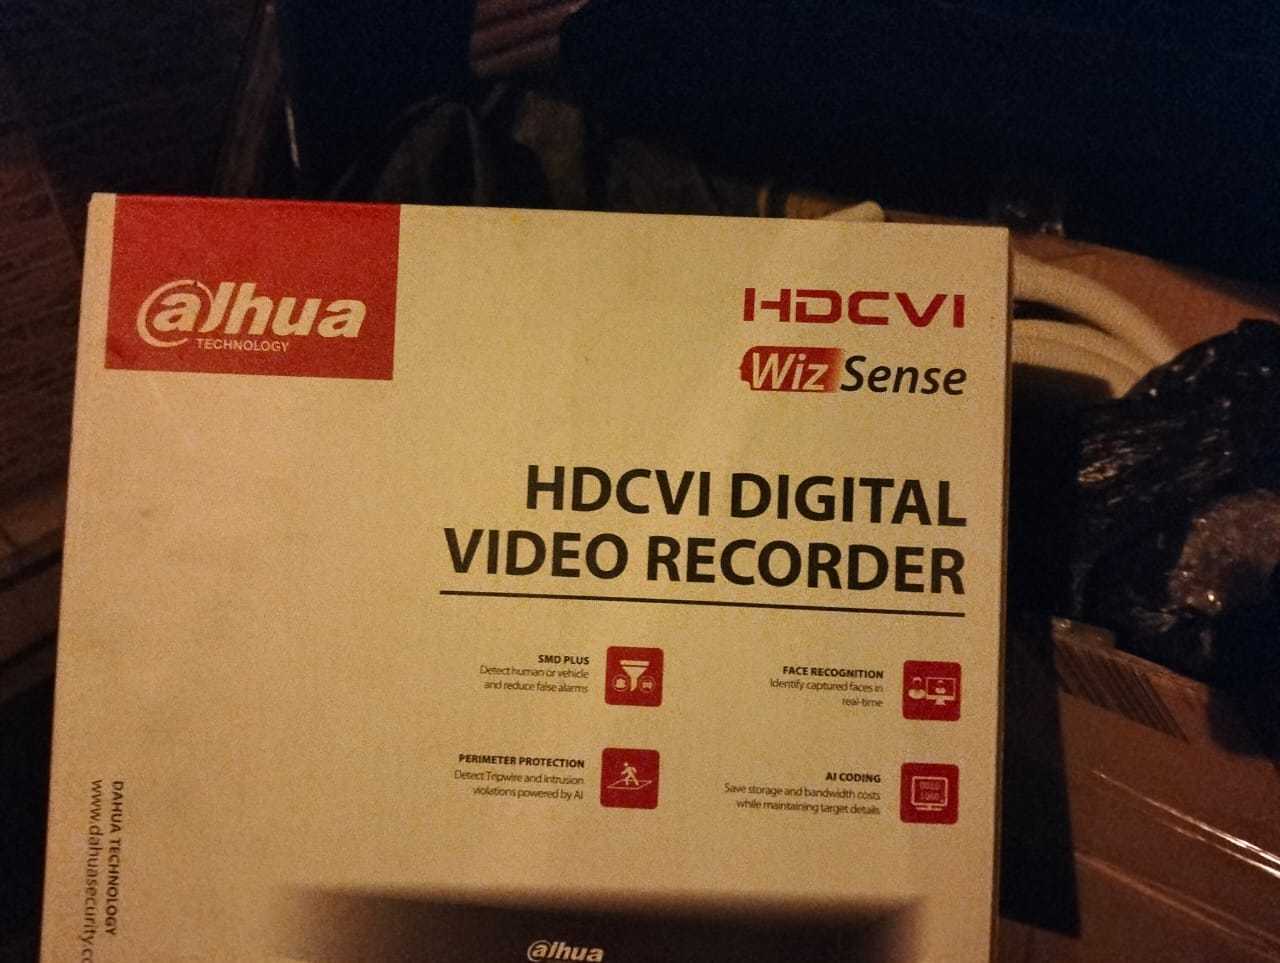 alhua
TECHNOLOGY
HDCVI
Wiz Sense
HDCVI DIGITAL
VIDEO RECORDER
SMD PLUS
Detect human or vehicle
and reduce false alarms
FACE RECOGNITION
Identify captured faces in
real-time
PERIMETER PROTECTION
Detect Tripwire and Intrusion
violations powered by AI
AI CODING
Save storage and bandwidth costs
while maintaining target details
DAHUA TECHNOLOGY
www.dahuasecurity.co
alhua